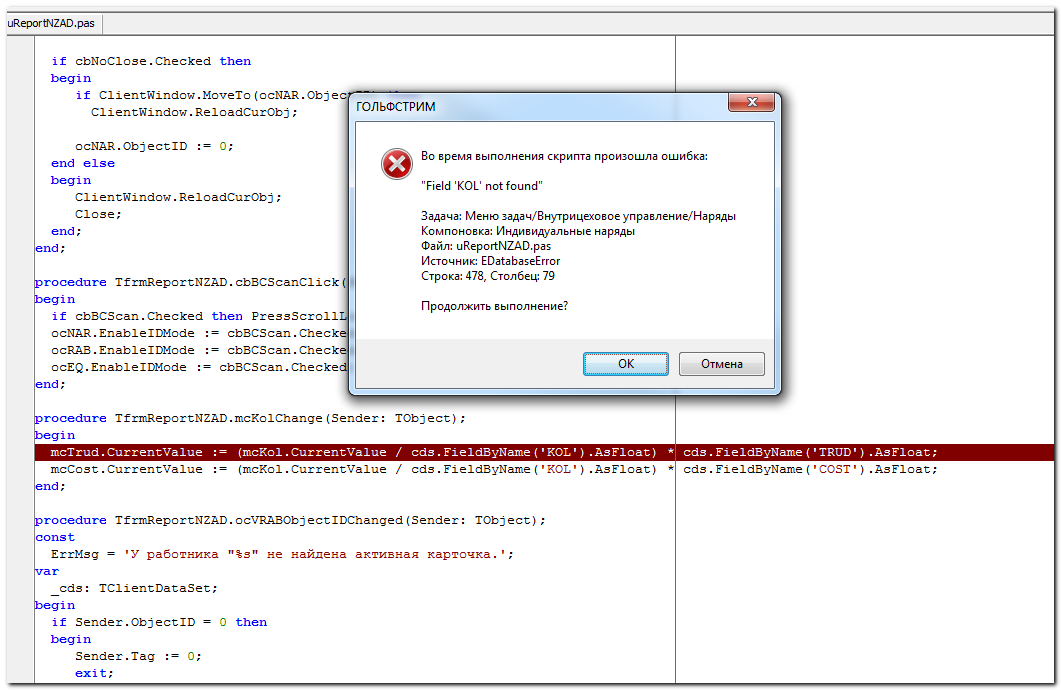 uReportNZAD.pas
if cbNoClose.Checked then
begin
if ClientWindow.MoveTo(ocNAR.Objec
ClientWindow.ReloadCurObj;
ocNAR.ObjectID := 0;
end else
begin
ClientWindow.ReloadCurObj;
Close;
end;
end;
procedure TfrmReportNZAD.cbBCScanClick(
begin
if cbBCScan.Checked then PressScrollL
ocNAR.EnableIDMode := cbBCScan.Checke
ocRAB.EnableIDMode := cbBCScan.Checke
ocEQ.EnableIDMode := cbBCScan.Checked
end;
ГОЛЬФСТРИМ
Во время выполнения скрипта произошла ошибка:
"Field 'KOL' not found"
Задача: Меню задач/Внутрицеховое управление/Наряды
Компоновка: Индивидуальные наряды
Файл: uReportNZAD.pas
Источник: EDatabaseError
Строка: 478, Столбец: 79
Продолжить выполнение?
OK
Отмена
procedure TfrmReportNZAD.mcKolChange(Sender: TObject);
begin
mcTrud.CurrentValue := (mcKol.CurrentValue / cds.FieldByName('KOL').AsFloat) * cds.FieldByName('TRUD').AsFloat;
mcCost.CurrentValue := (mcKol.CurrentValue / cds.FieldByName('KOL').AsFloat) * cds.FieldByName('COST').AsFloat;
end;
procedure TfrmReportNZAD.ocVRABObjectIDChanged(Sender: TObject);
const
ErrMsg = 'У работника "%s" не найдена активная карточка.';
var
_cds: TClientDataSet;
begin
if Sender.ObjectID = 0 then
begin
Sender.Tag := 0;
exit;